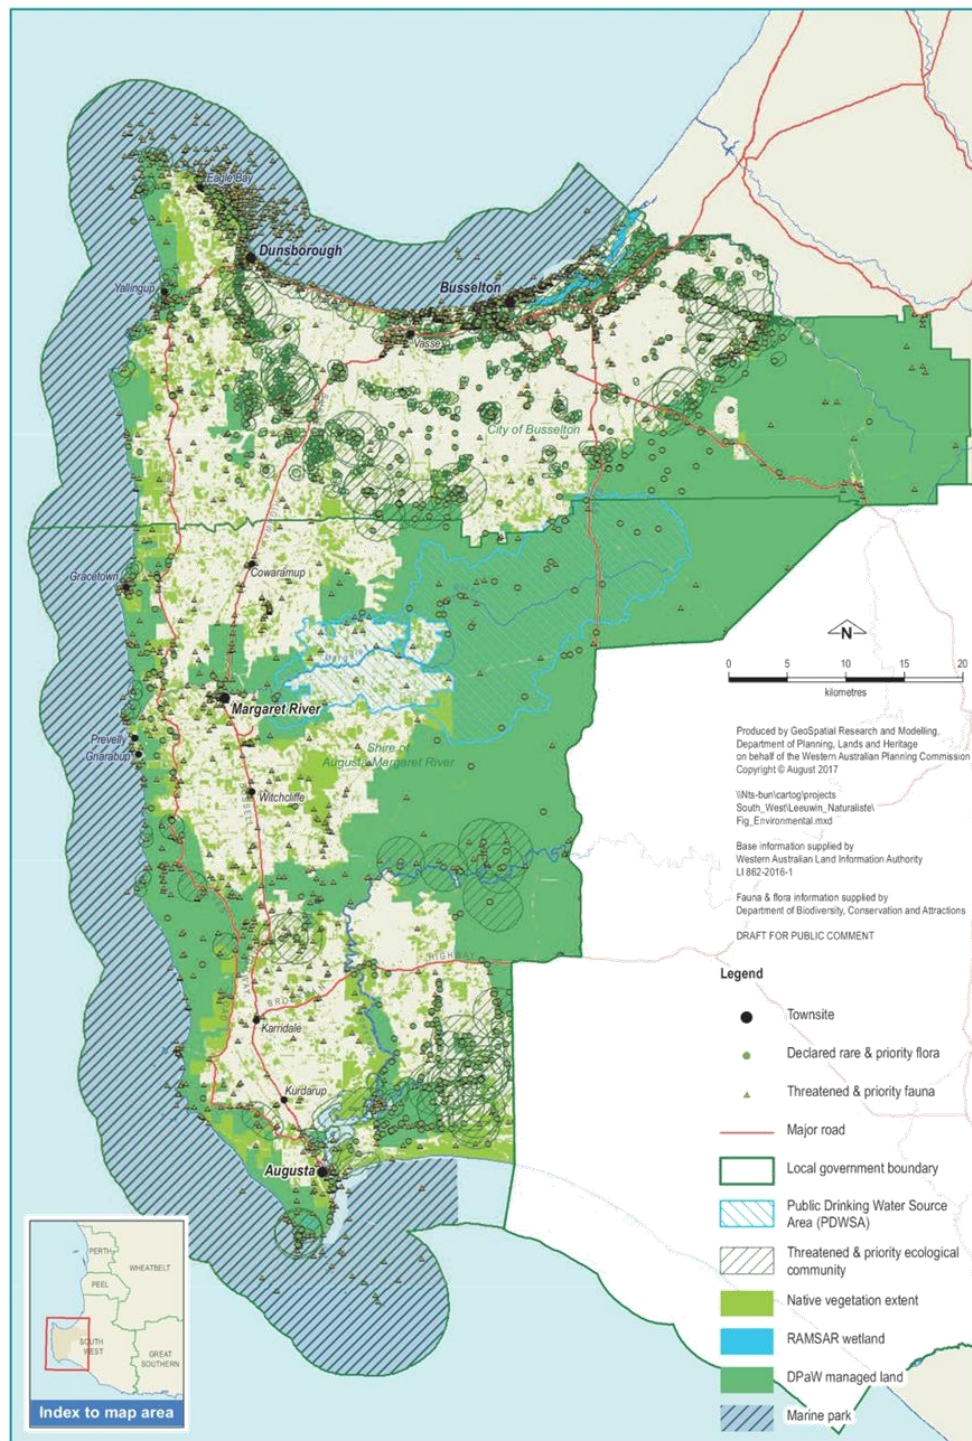 Eagle Bay
Dunsborough
Yallingup
Busselton
Vasse
City of Busselton
HIGHWAY
Gracetown
Cowaramup
Margaret
Margaret River
Prevelly
Gnarabup
Shire of
Augusta-Margaret River
Witchcliffe
BUSSELL
HIGHWAY
HIGHWAY
ROAD
Karridale
Kurdarup
Augusta
N
0 5 10 15 20
kilometres
Produced by GeoSpatial Research and Modelling,
Department of Planning, Lands and Heritage
on behalf of the Western Australian Planning Commission
Copyright © August 2017
\\Nts-bun\cartog\projects
South_West\Leeuwin_Naturaliste\
Fig_Environmental.mxd
Base information supplied by
Western Australian Land Information Authority
LI 862-2016-1
Fauna & flora information supplied by
Department of Biodiversity, Conservation and Attractions
DRAFT FOR PUBLIC COMMENT
Legend
Townsite
Declared rare & priority flora
Threatened & priority fauna
Major road
Local government boundary
Public Drinking Water Source
Area (PDWSA)
Threatened & priority ecological
community
Native vegetation extent
RAMSAR wetland
DPaW managed land
Marine park
PERTH
WHEATBELT
PEEL
SOUTH
WEST
GREAT
SOUTHERN
Index to map area